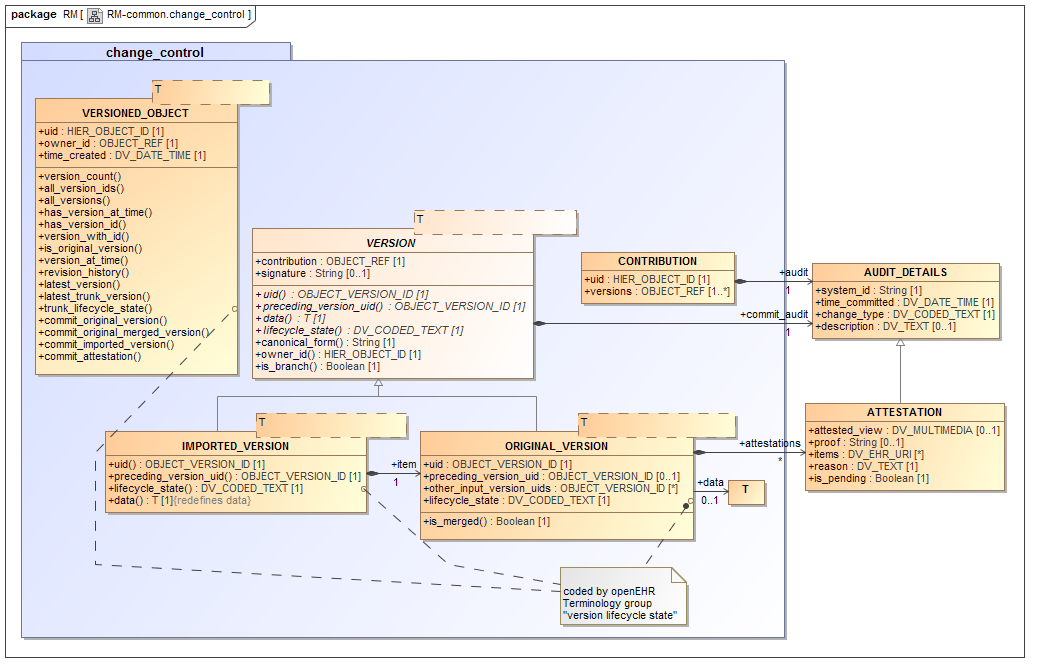 package RM [ RM-common.change_control ]
change_control
T
VERSIONED_OBJECT
+uid : HIER_OBJECT_ID [1]
+owner_id : OBJECT_REF [1]
+time_created : DV_DATE_TIME [1]
+version_count()
+all_version_ids()
+all_versions()
+has_version_at_time()
+has_version_id()
+version_with_id()
+is_original_version()
+version_at_time()
+revision_history()
+latest_version()
+latest_trunk_version()
+trunk_lifecycle_state()
+commit_original_version()
+commit_original_merged_version()
+commit_imported_version()
+commit_attestation()
T
VERSION
+contribution : OBJECT_REF [1]
+signature : String [0..1]
+uid() : OBJECT_VERSION_ID [1]
+preceding_version_uid() : OBJECT_VERSION_ID [1]
+data() : T [1]
+lifecycle_state() : DV_CODED_TEXT [1]
+canonical_form() : String [1]
+owner_id() : HIER_OBJECT_ID [1]
+is_branch() : Boolean [1]
CONTRIBUTION
+uid : HIER_OBJECT_ID [1]
+versions : OBJECT_REF [1..*]
+audit
1
+commit_audit
1
AUDIT_DETAILS
+system_id : String [1]
+time_committed : DV_DATE_TIME [1]
+change_type : DV_CODED_TEXT [1]
+description : DV_TEXT [0..1]
T
IMPORTED_VERSION
+uid() : OBJECT_VERSION_ID [1]
+preceding_version_uid() : OBJECT_VERSION_ID [1]
+lifecycle_state() : DV_CODED_TEXT [1]
+data() : T [1]{redefines data}
+item
1
T
ORIGINAL_VERSION
+uid : OBJECT_VERSION_ID [1]
+preceding_version_uid : OBJECT_VERSION_ID [0..1]
+other_input_version_uids : OBJECT_VERSION_ID [*]
+lifecycle_state : DV_CODED_TEXT [1]
+is_merged() : Boolean [1]
+attestations
*
+data
0..1
T
ATTESTATION
+attested_view : DV_MULTIMEDIA [0..1]
+proof : String [0..1]
+items : DV_EHR_URI [*]
+reason : DV_TEXT [1]
+is_pending : Boolean [1]
coded by openEHR
Terminology group
"version lifecycle state"